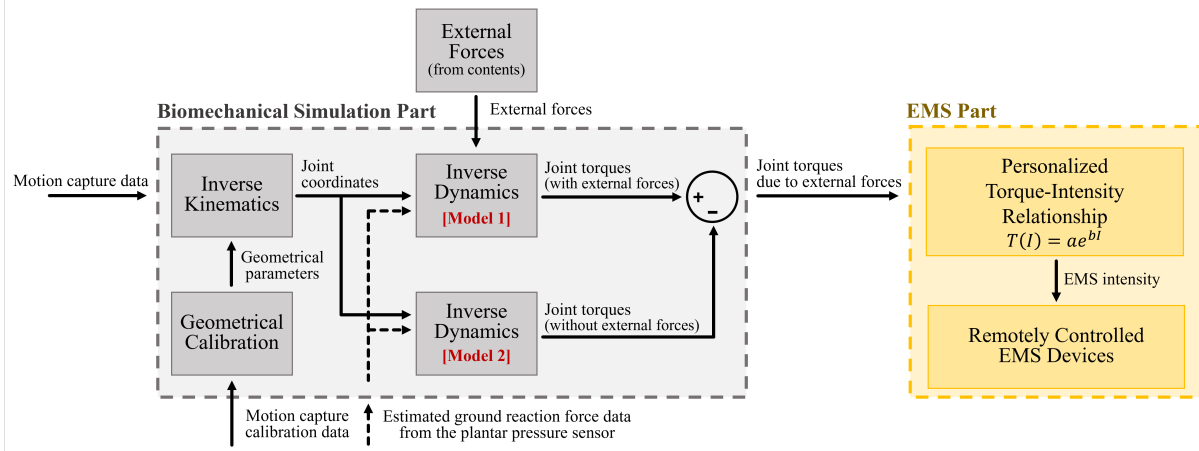 External
Forces
(from contents)
External forces
Biomechanical Simulation Part
EMS Part
Motion capture data
Inverse
Kinematics
Joint
coordinates
Inverse
Dynamics
[Model 1]
Joint torques
(with external forces)
+
−
Joint torques
due to external forces
Personalized
Torque-Intensity
Relationship
T(I) = ae^{bI}
Geometrical
parameters
EMS intensity
Geometrical
Calibration
Inverse
Dynamics
[Model 2]
Joint torques
(without external forces)
Remotely Controlled
EMS Devices
Motion capture
calibration data
Estimated ground reaction force data
from the plantar pressure sensor